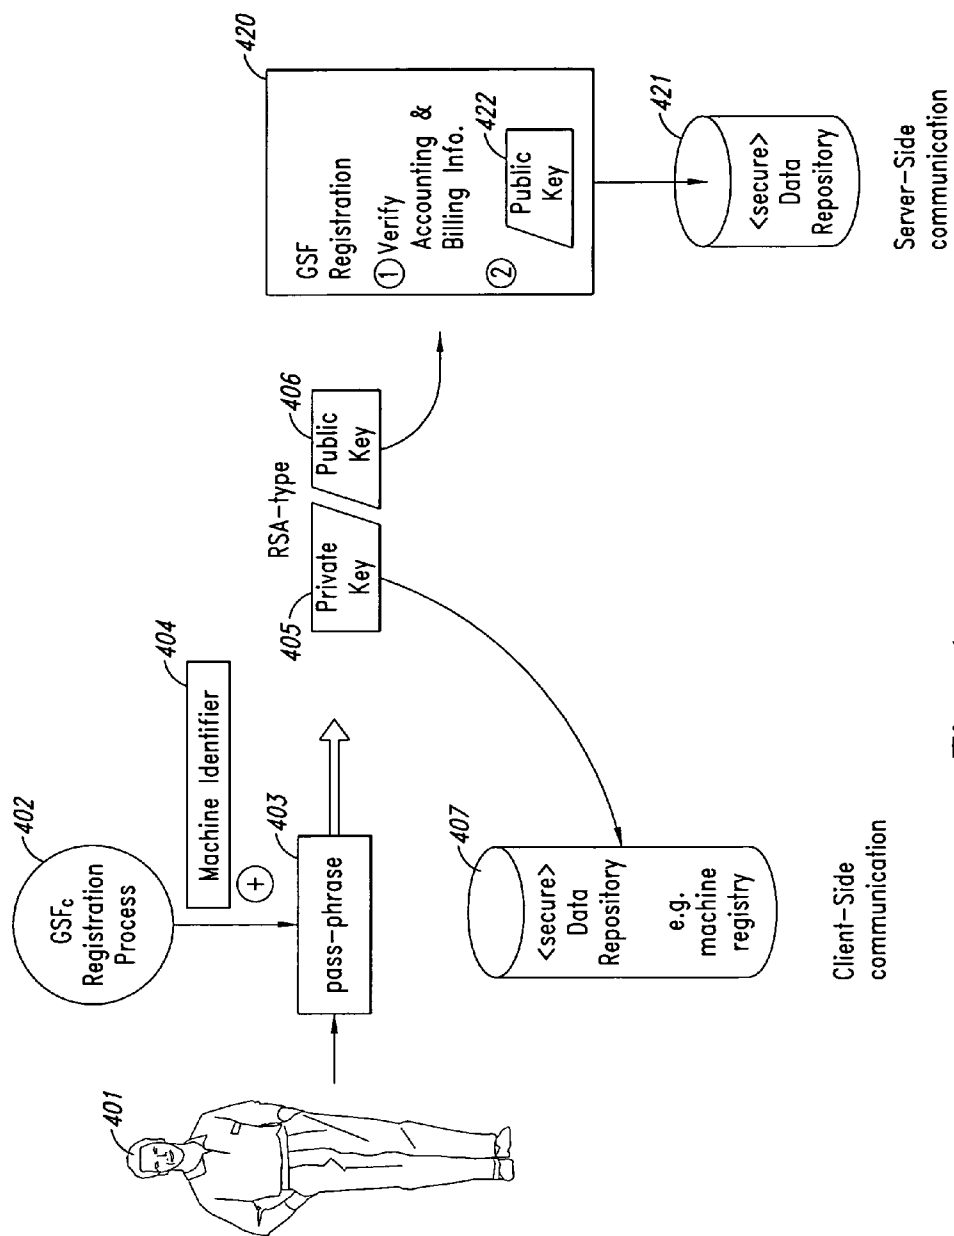 401
402
GSFc
Registration
Process
Machine Identifier
404
+
pass-phrase
403
RSA-type
Private
Key
405
Public
Key
406
<secure>
Data
Repository
e.g.
machine
registry
407
Client-Side
communication
420
GSF
Registration
1 Verify
Accounting &
Billing Info.
2
Public
Key
422
421
<secure>
Data
Repository
Server-Side
communication